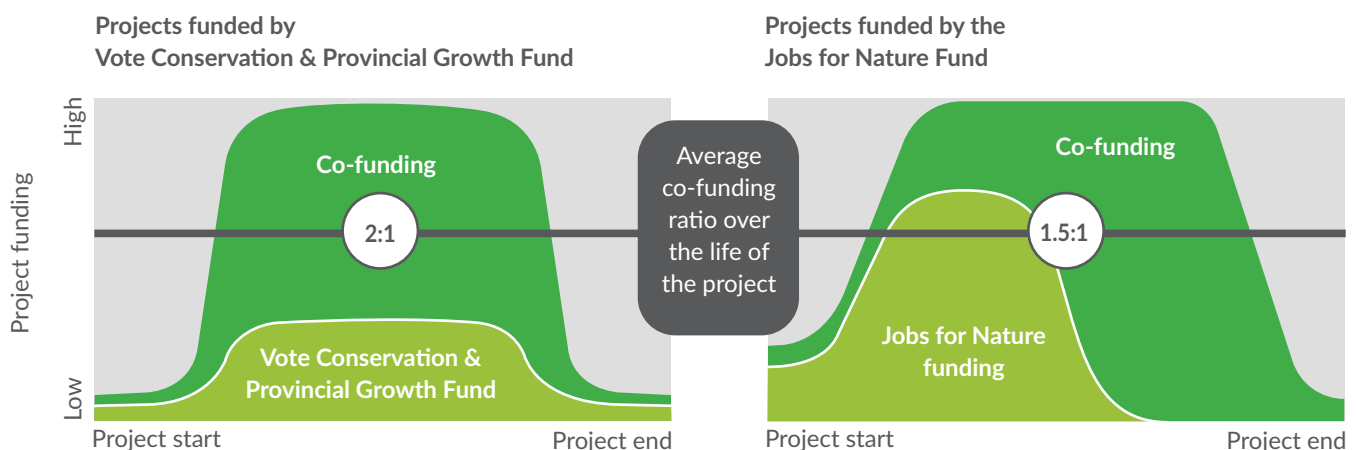 Projects funded by
Vote Conservation & Provincial Growth Fund
Projects funded by the
Jobs for Nature Fund
Project funding
High
Low
Co-funding
2:1
Vote Conservation &
Provincial Growth Fund
Project start
Project end
Average
co-funding
ratio over
the life of
the project
Co-funding
1.5:1
Jobs for Nature
funding
Project start
Project end